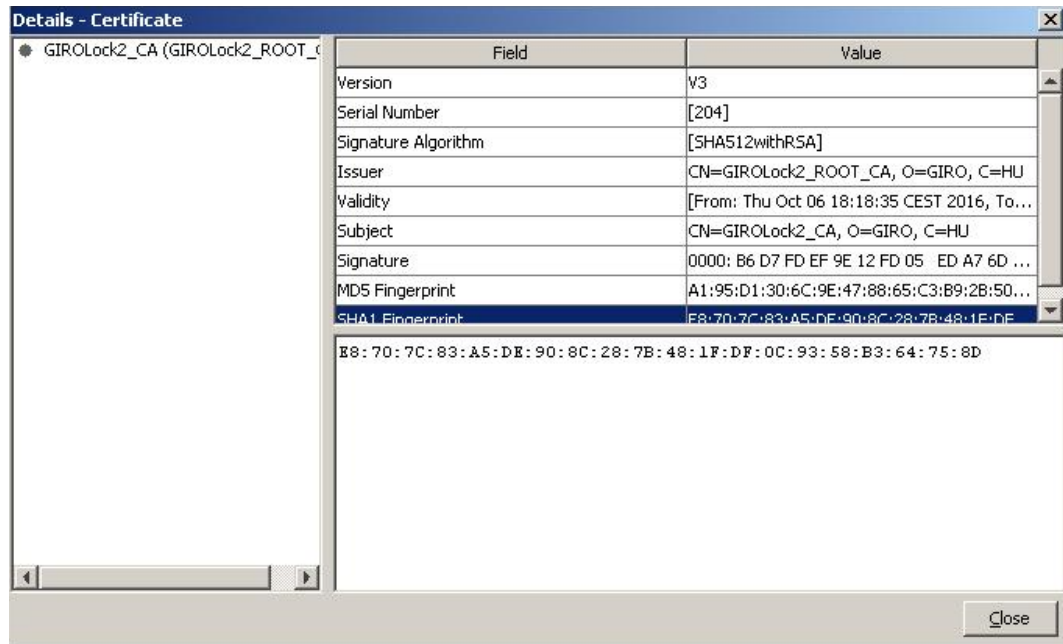 Details - Certificate
GIROLock2_CA (GIROLock2_ROOT_
Field Value
Version V3
Serial Number [204]
Signature Algorithm [SHA512withRSA]
Issuer CN=GIROLock2_ROOT_CA, O=GIRO, C=HU
Validity [From: Thu Oct 06 18:18:35 CEST 2016, To...
Subject CN=GIROLock2_CA, O=GIRO, C=HU
Signature 0000: B6 D7 FD EF 9E 12 FD 05 ED A7 6D ...
MD5 Fingerprint A1:95:D1:30:6C:9E:47:88:65:C3:B9:2B:50...
SHA1 Fingerprint E8:70:7C:83:A5:DE:90:8C:28:7B:48:1F:DF
E8:70:7C:83:A5:DE:90:8C:28:7B:48:1F:DF:0C:93:58:B3:64:75:8D
Close